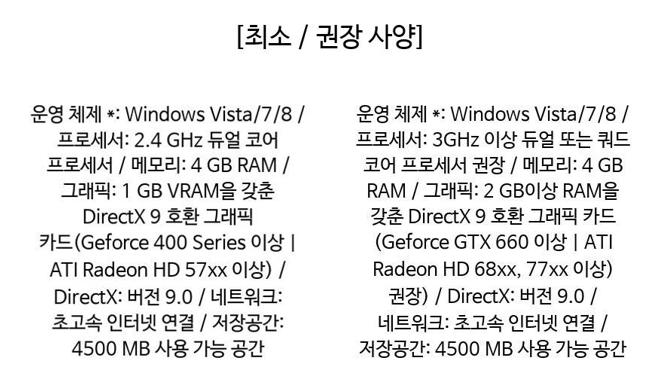 [최소 / 권장 사양]
운영 체제 *: Windows Vista/7/8 /
프로세서: 2.4 GHz 듀얼 코어
프로세서 / 메모리: 4 GB RAM /
그래픽: 1 GB VRAM을 갖춘
DirectX 9 호환 그래픽
카드(Geforce 400 Series 이상 |
ATI Radeon HD 57xx 이상) /
DirectX: 버전 9.0 / 네트워크:
초고속 인터넷 연결 / 저장공간:
4500 MB 사용 가능 공간
운영 체제 *: Windows Vista/7/8 /
프로세서: 3GHz 이상 듀얼 또는 쿼드
코어 프로세서 권장 / 메모리: 4 GB
RAM / 그래픽: 2 GB이상 RAM을
갖춘 DirectX 9 호환 그래픽 카드
(Geforce GTX 660 이상 | ATI
Radeon HD 68xx, 77xx 이상)
권장) / DirectX: 버전 9.0 /
네트워크: 초고속 인터넷 연결 /
저장공간: 4500 MB 사용 가능 공간